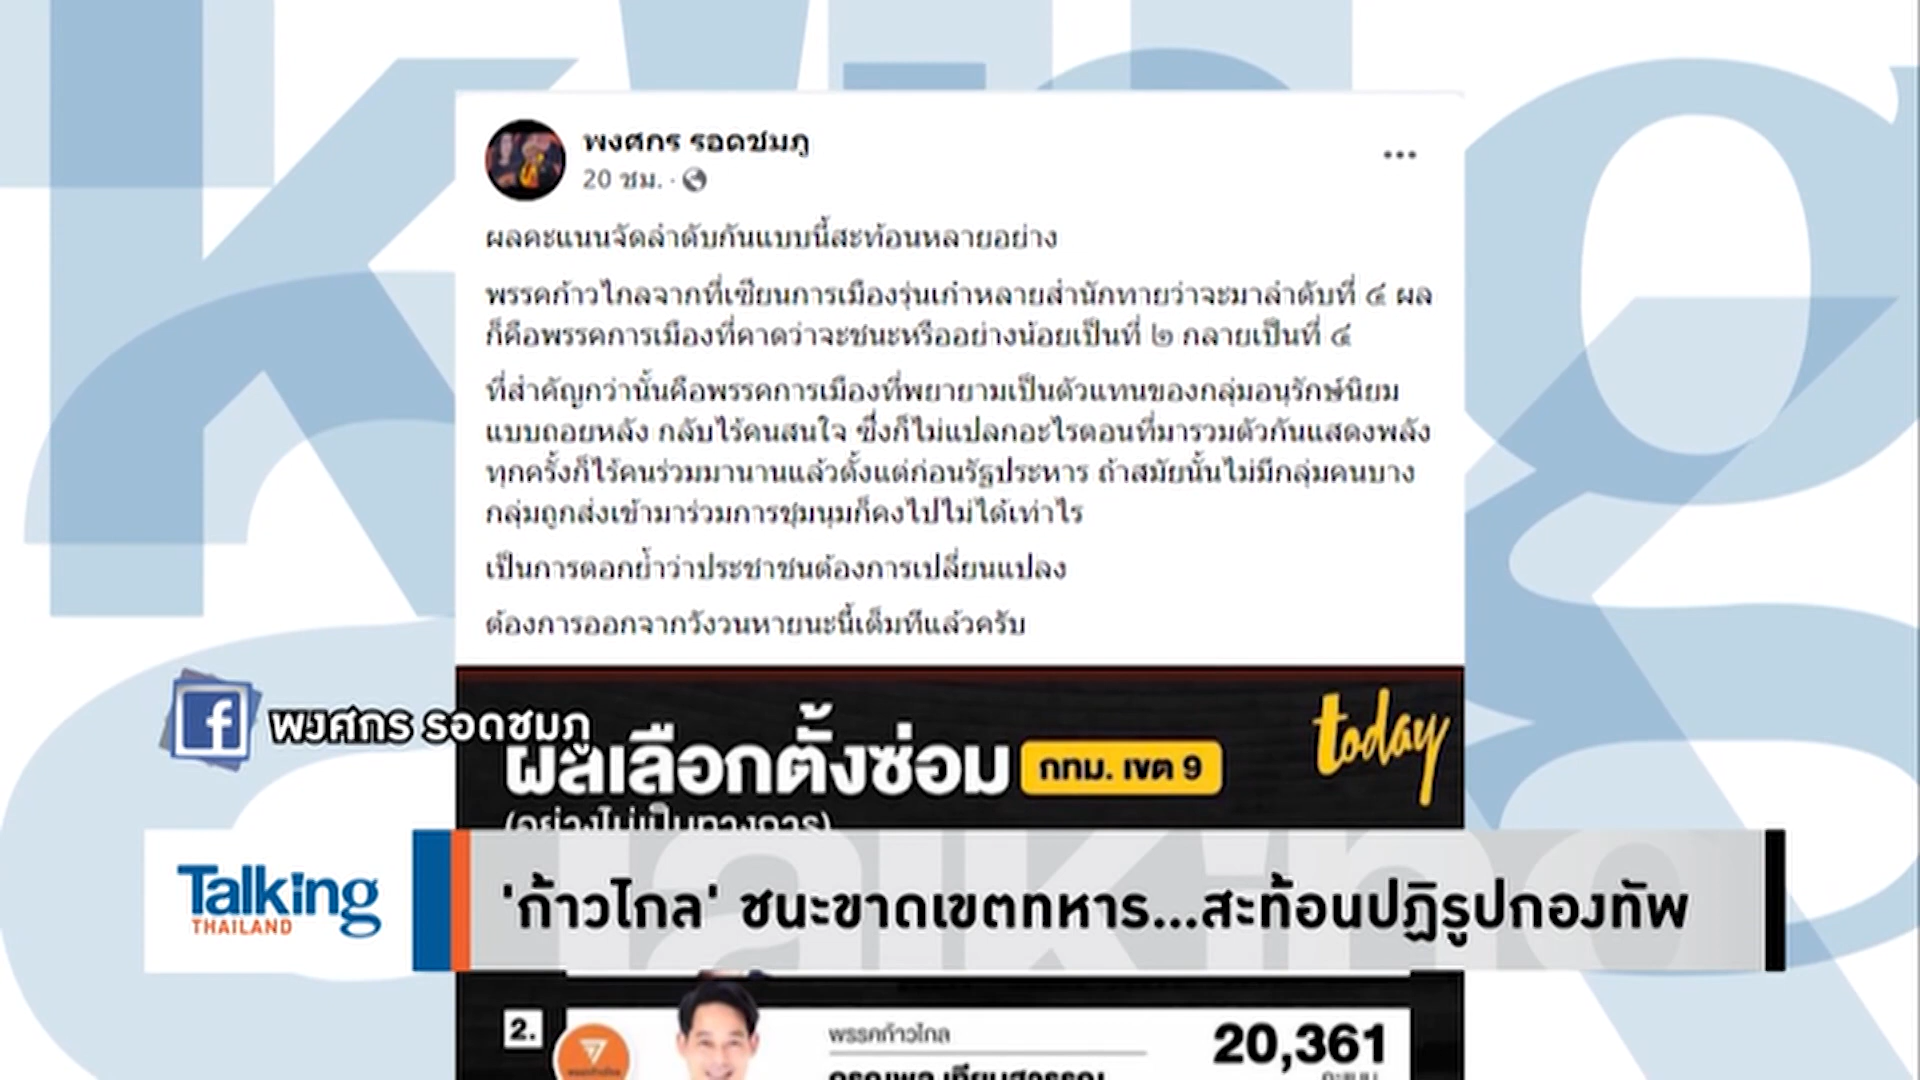 พงศกร รอดชมภู
20 ชม.
ผลคะแนนจัดลำดับกันแบบนี้สะท้อนหลายอย่าง
พรรคก้าวไกลจากที่เซียนการเมืองรุ่นเก๋าหลายสำนักทายว่าจะมาลำดับที่ ๔ ผล
ก็คือพรรคการเมืองที่คาดว่าจะชนะหรืออย่างน้อยเป็นที่ ๒ กลายเป็นที่ ๔
ที่สำคัญกว่านั้นคือพรรคการเมืองที่พยายามเป็นตัวแทนของกลุ่มอนุรักษ์นิยม
แบบถอยหลัง กลับไร้คนสนใจ ซึ่งก็ไม่แปลกอะไรตอนที่มารวมตัวกันแสดงพลัง
ทุกครั้งก็ไร้คนร่วมมานานแล้วตั้งแต่ก่อนรัฐประหาร ถ้าสมัยนั้นไม่มีกลุ่มคนบาง
กลุ่มถูกส่งเข้ามาร่วมการชุมนุมก็คงไปไม่ได้เท่าไร
เป็นการตอกย้ำว่าประชาชนต้องการเปลี่ยนแปลง
ต้องการออกจากวังวนหายนะนี้เต็มทีแล้วครับ
f พงศกร รอดชมภู
today
ผลเลือกตั้งซ่อม กทม. เขต 9
(อย่างไม่เป็นทางการ)
Talking
THAILAND
'ก้าวไกล' ชนะขาดเขตทหาร...สะท้อนปฏิรูปกองทัพ
2.
พรรคก้าวไกล
20,361